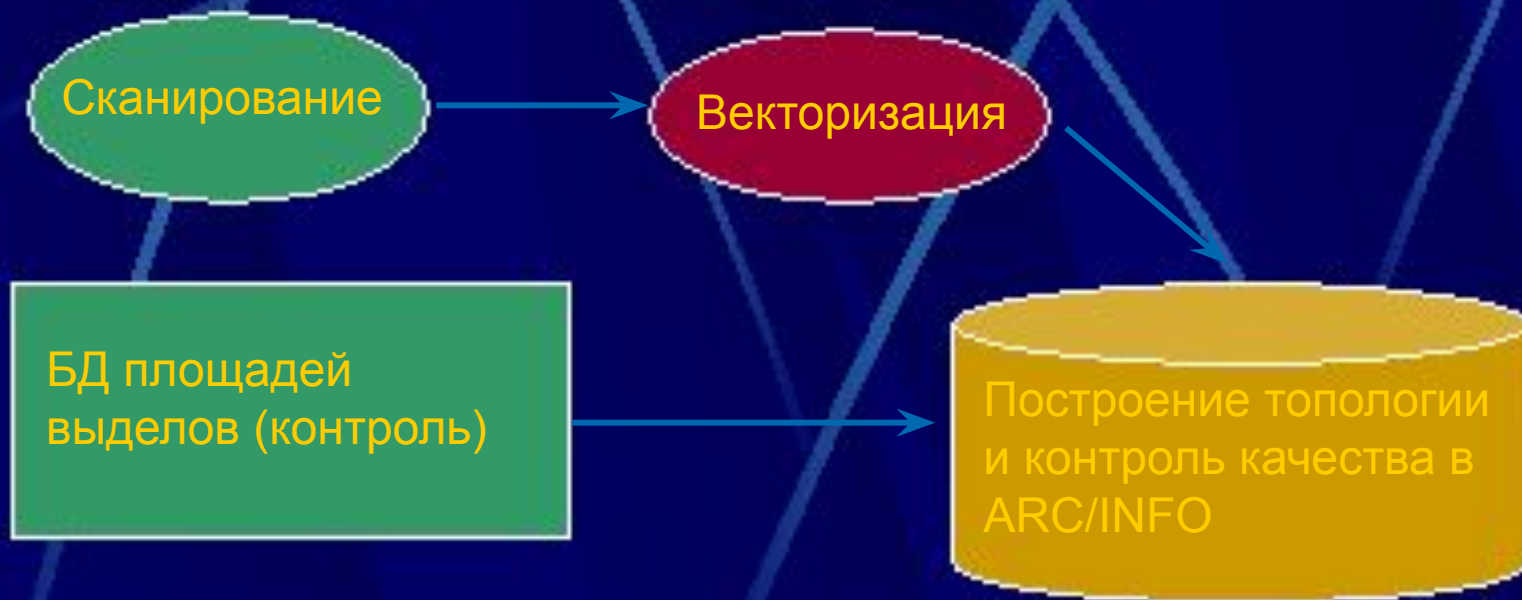 Сканирование
Векторизация
БД площадей
выделов (контроль)
Построение топологии
и контроль качества в
ARC/INFO